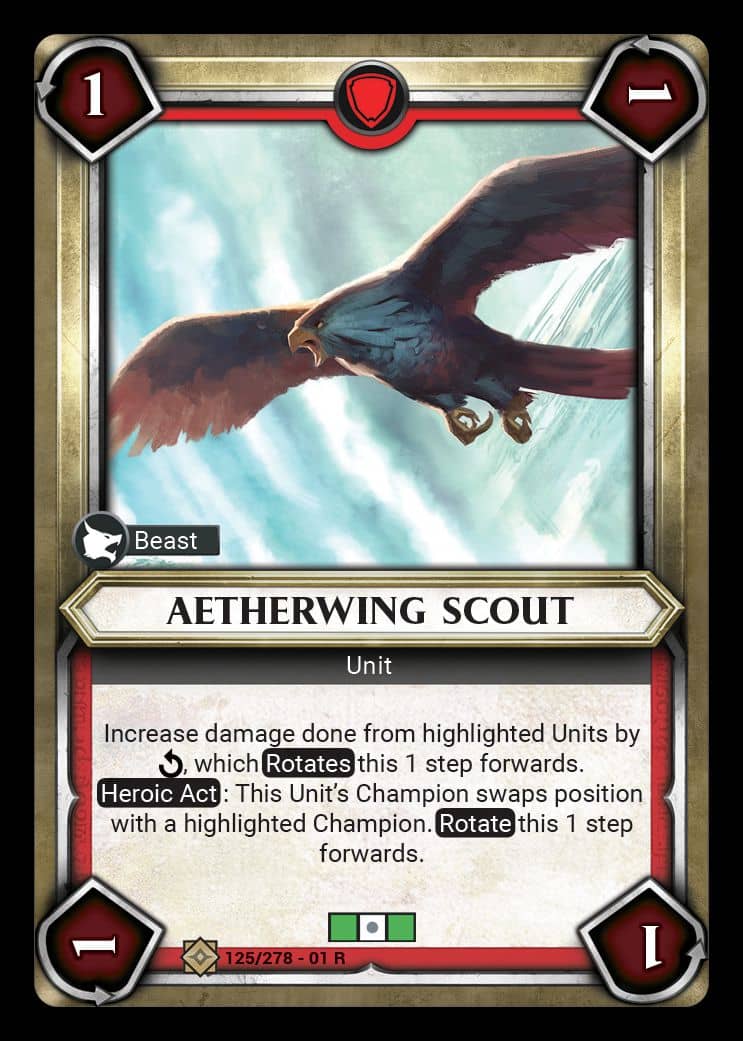 1
1
Beast
AETHERWING SCOUT
Unit
Increase damage done from highlighted Units by
, which Rotates this 1 step forwards.
Heroic Act: This Unit's Champion swaps position
with a highlighted Champion. Rotate this 1 step
forwards.
1
1
125/278 - 01 R